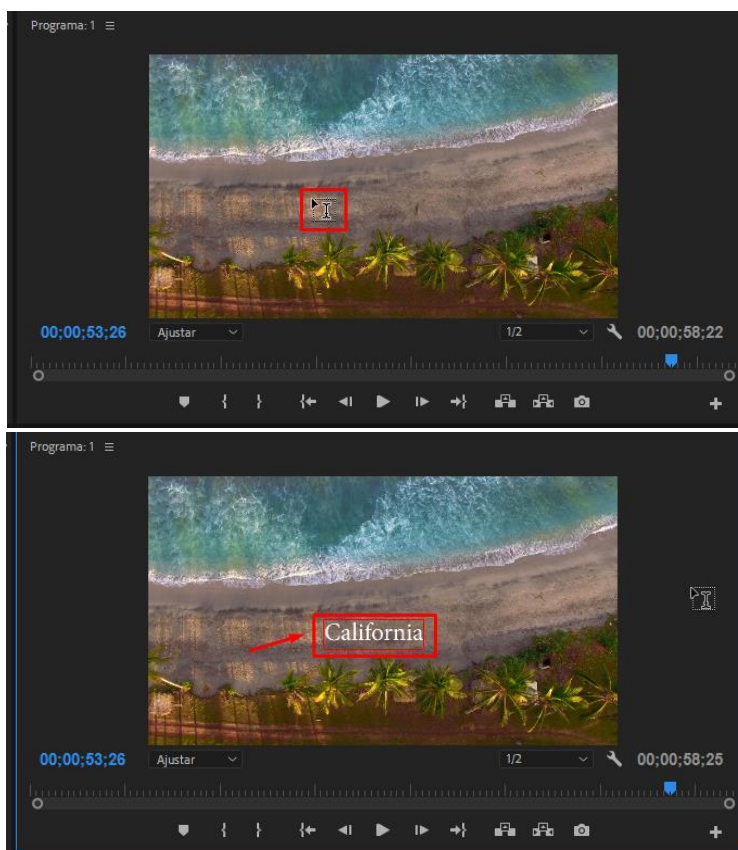 Programa: 1
00;00;53;26 Ajustar 1/2 00;00;58;22
Programa: 1
California
00;00;53;26 Ajustar 1/2 00;00;58;25